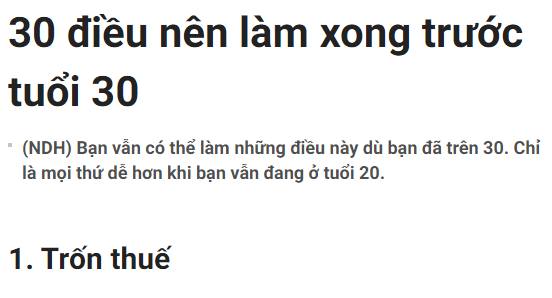 30 điều nên làm xong trước
tuổi 30
(NDH) Bạn vẫn có thể làm những điều này dù bạn đã trên 30. Chỉ
là mọi thứ dễ hơn khi bạn vẫn đang ở tuổi 20.
1. Trốn thuế